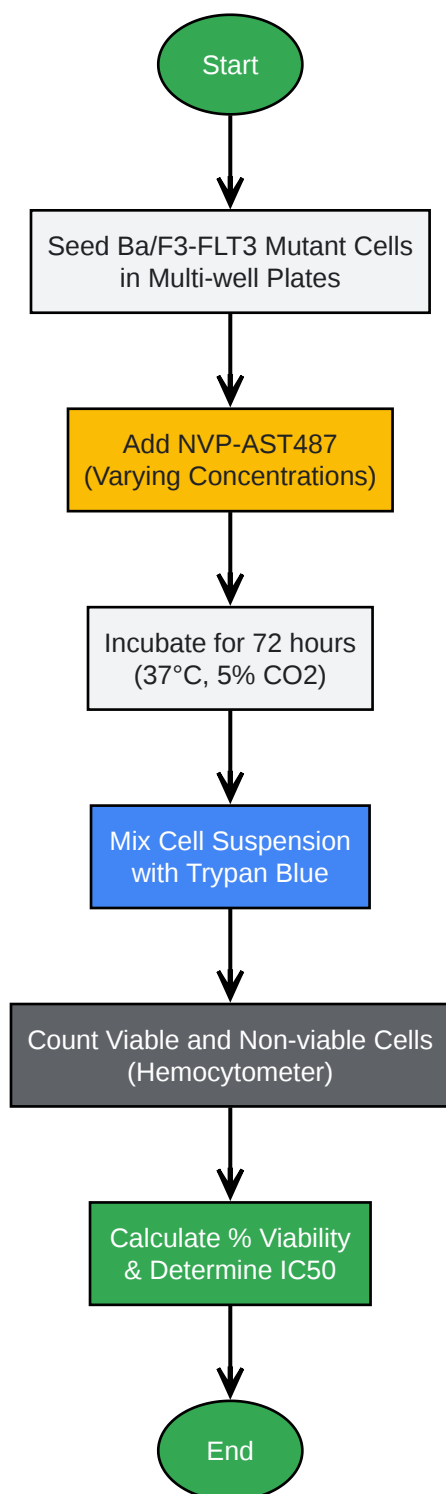 Start
Seed Ba/F3-FLT3 Mutant Cells
in Multi-well Plates
Add NVP-AST487
(Varying Concentrations)
Incubate for 72 hours
(37°C, 5% CO2)
Mix Cell Suspension
with Trypan Blue
Count Viable and Non-viable Cells
(Hemocytometer)
Calculate % Viability
& Determine IC50
End